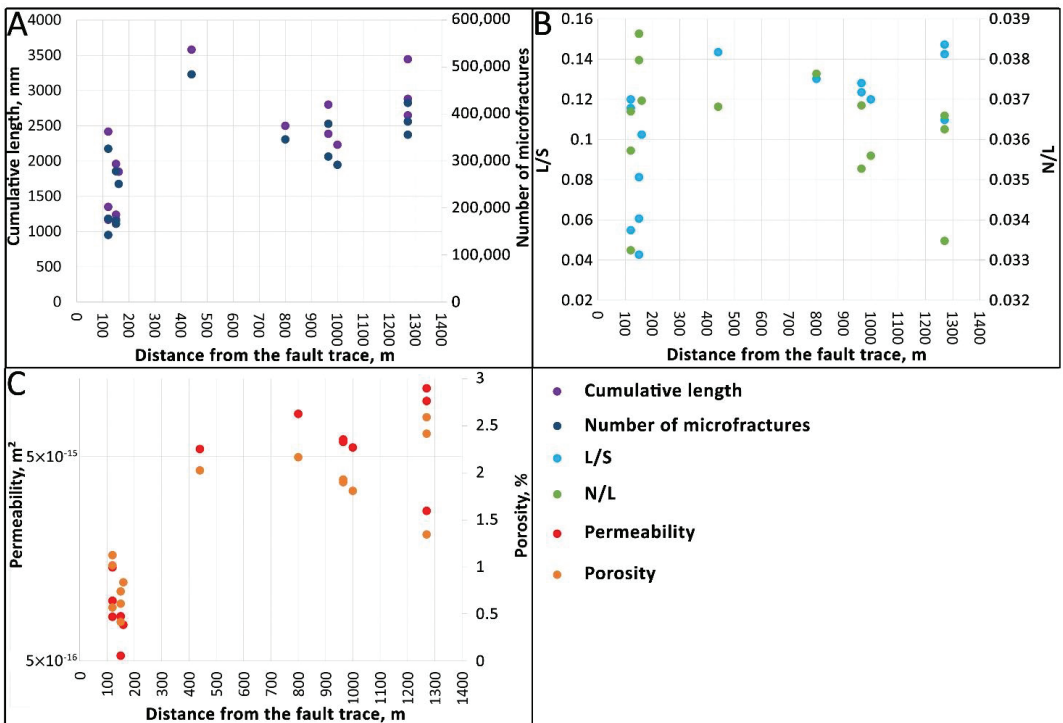 A
Cumulative length, mm
4000
3500
3000
2500
2000
1500
1000
500
0
600,000
500,000
400,000
300,000
200,000
100,000
0
Number of microfractures
0 100 200 300 400 500 600 700 800 900 1000 1100 1200 1300 1400
Distance from the fault trace, m
B
L/S
0.16
0.14
0.12
0.1
0.08
0.06
0.04
0.02
0.039
0.038
0.037
0.036
0.035
0.034
0.033
0.032
N/L
0 100 200 300 400 500 600 700 800 900 1000 1100 1200 1300 1400
Distance from the fault trace, m
C
Permeability, m²
5×10⁻¹⁵
5×10⁻¹⁶
3
2.5
2
1.5
1
0.5
0
Porosity, %
0 100 200 300 400 500 600 700 800 900 1000 1100 1200 1300 1400
Distance from the fault trace, m
Cumulative length
Number of microfractures
L/S
N/L
Permeability
Porosity